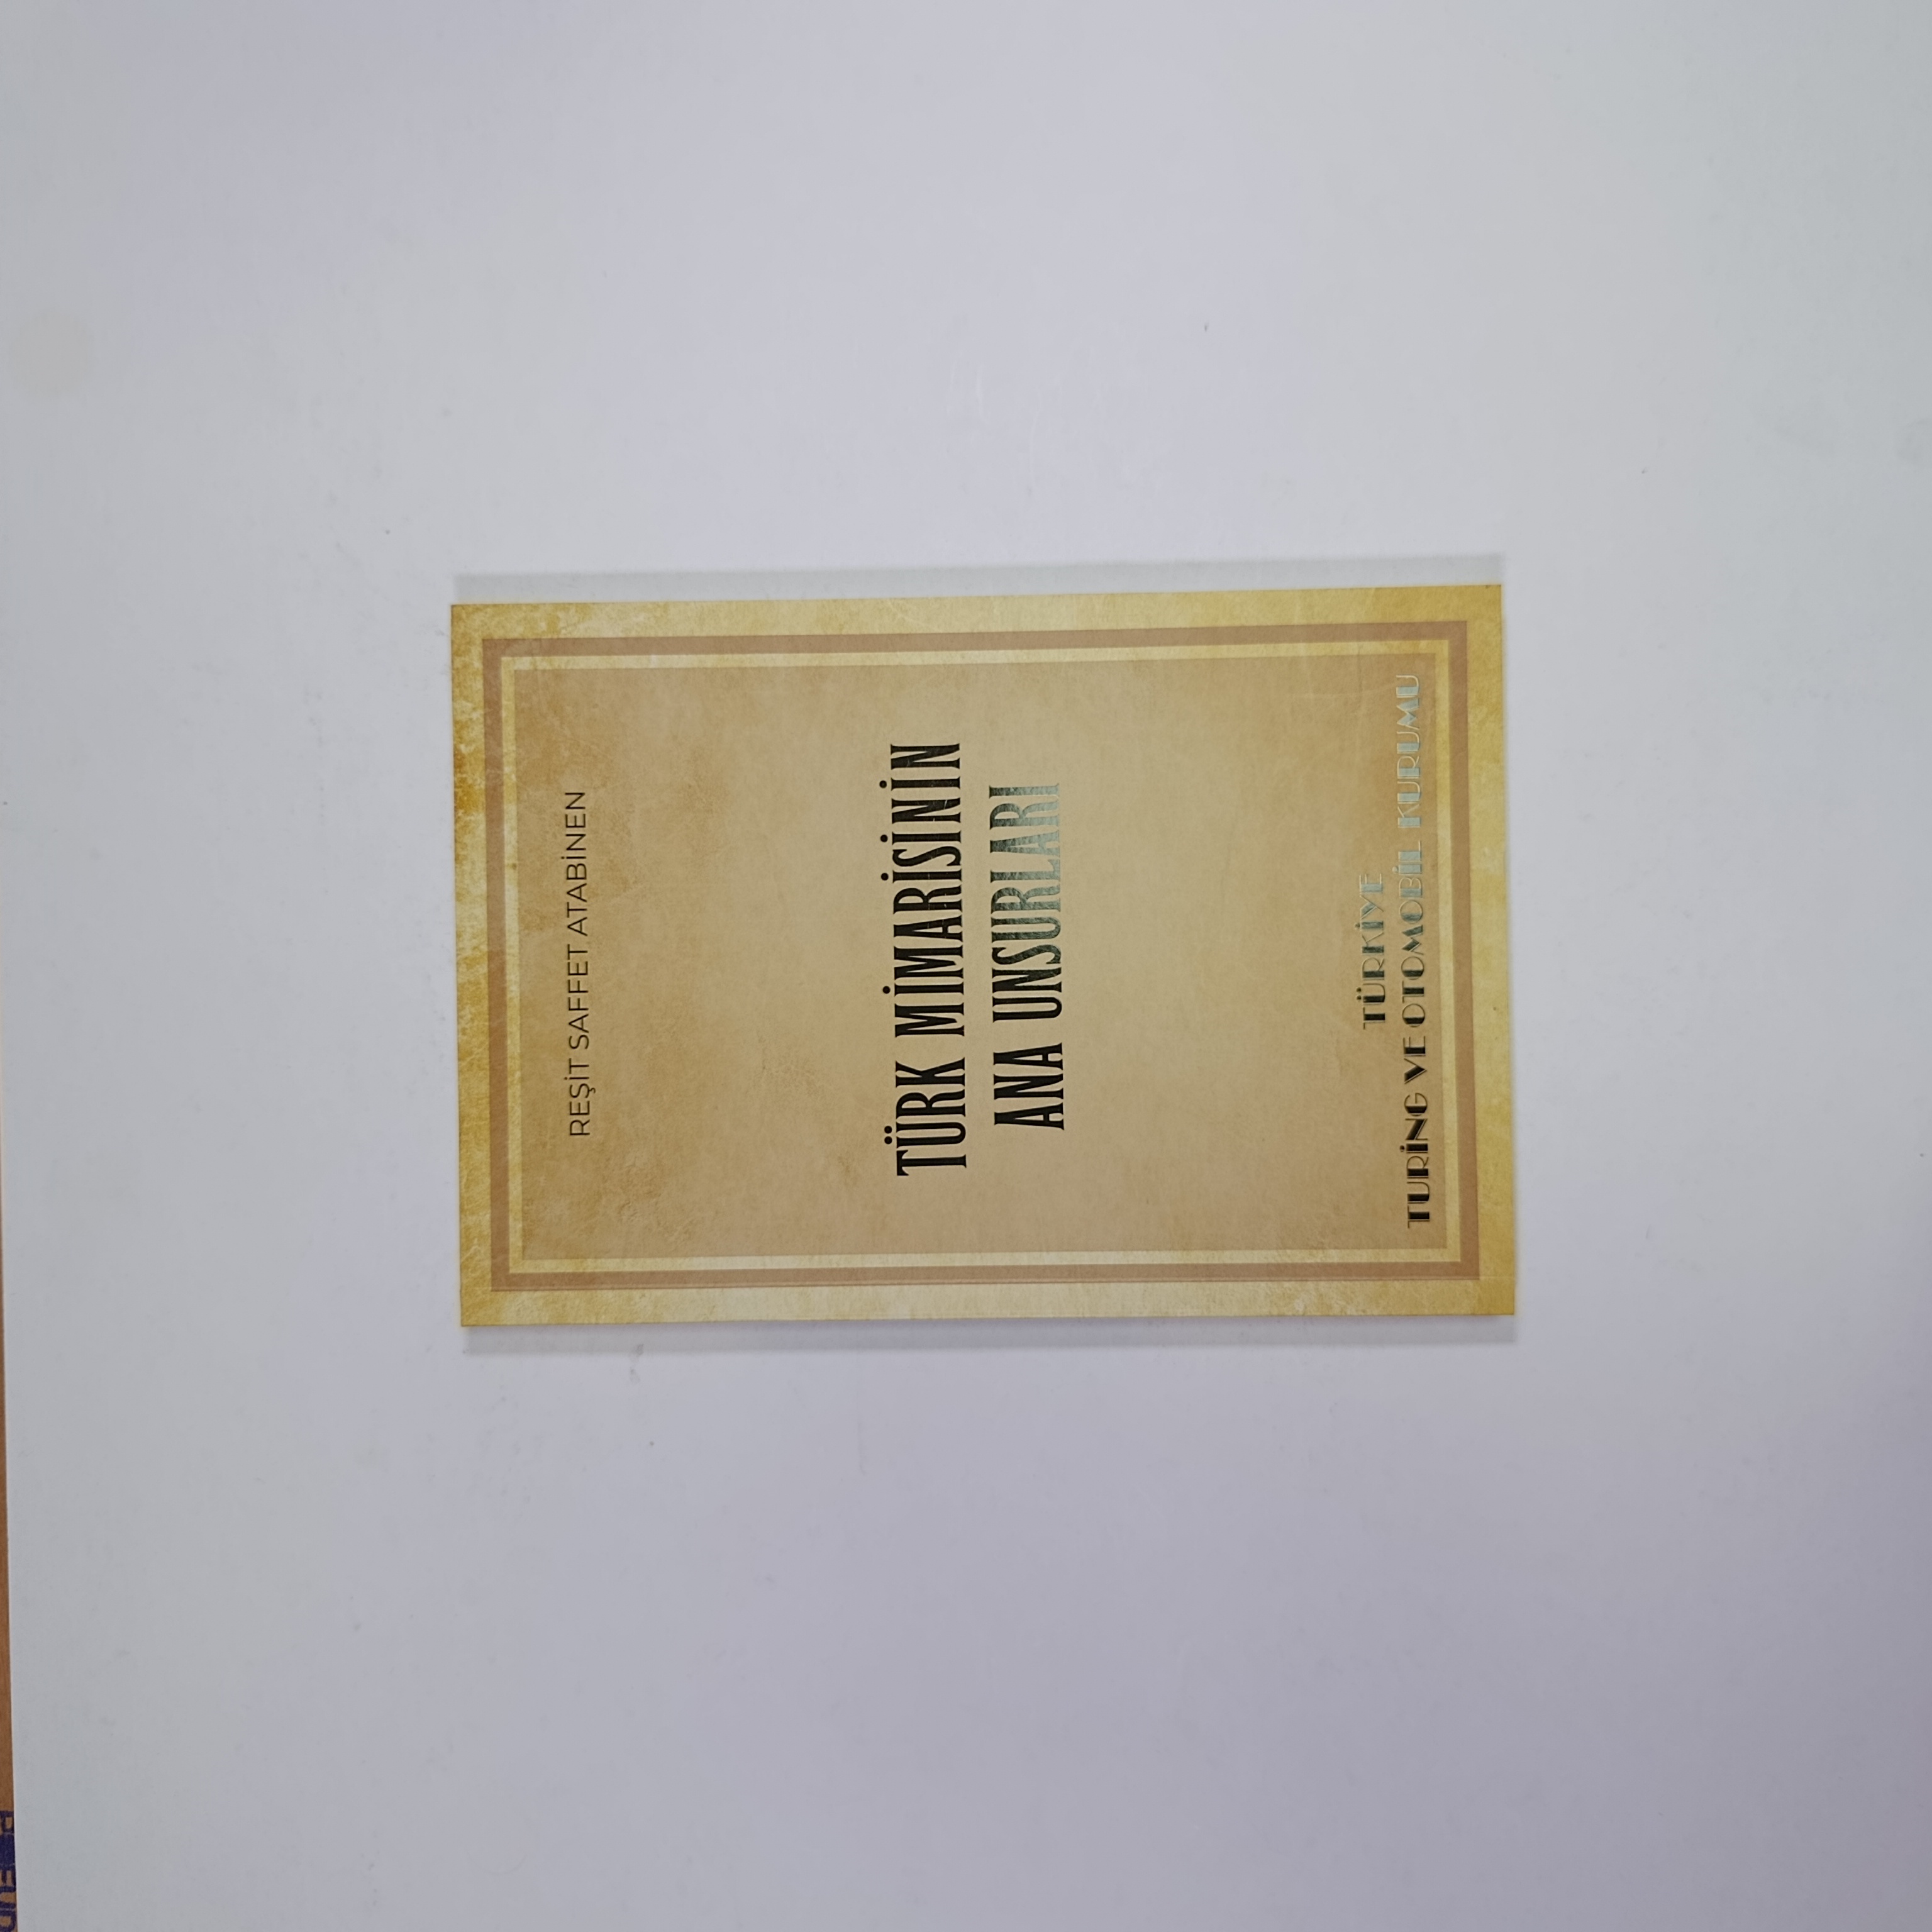 REŞİT SAFFET ATABİNEN
TÜRK MİMARİSİNİN
ANA UNSURLARI
TÜRKİYE
TURİNG VE OTOMOBİL KURUMU